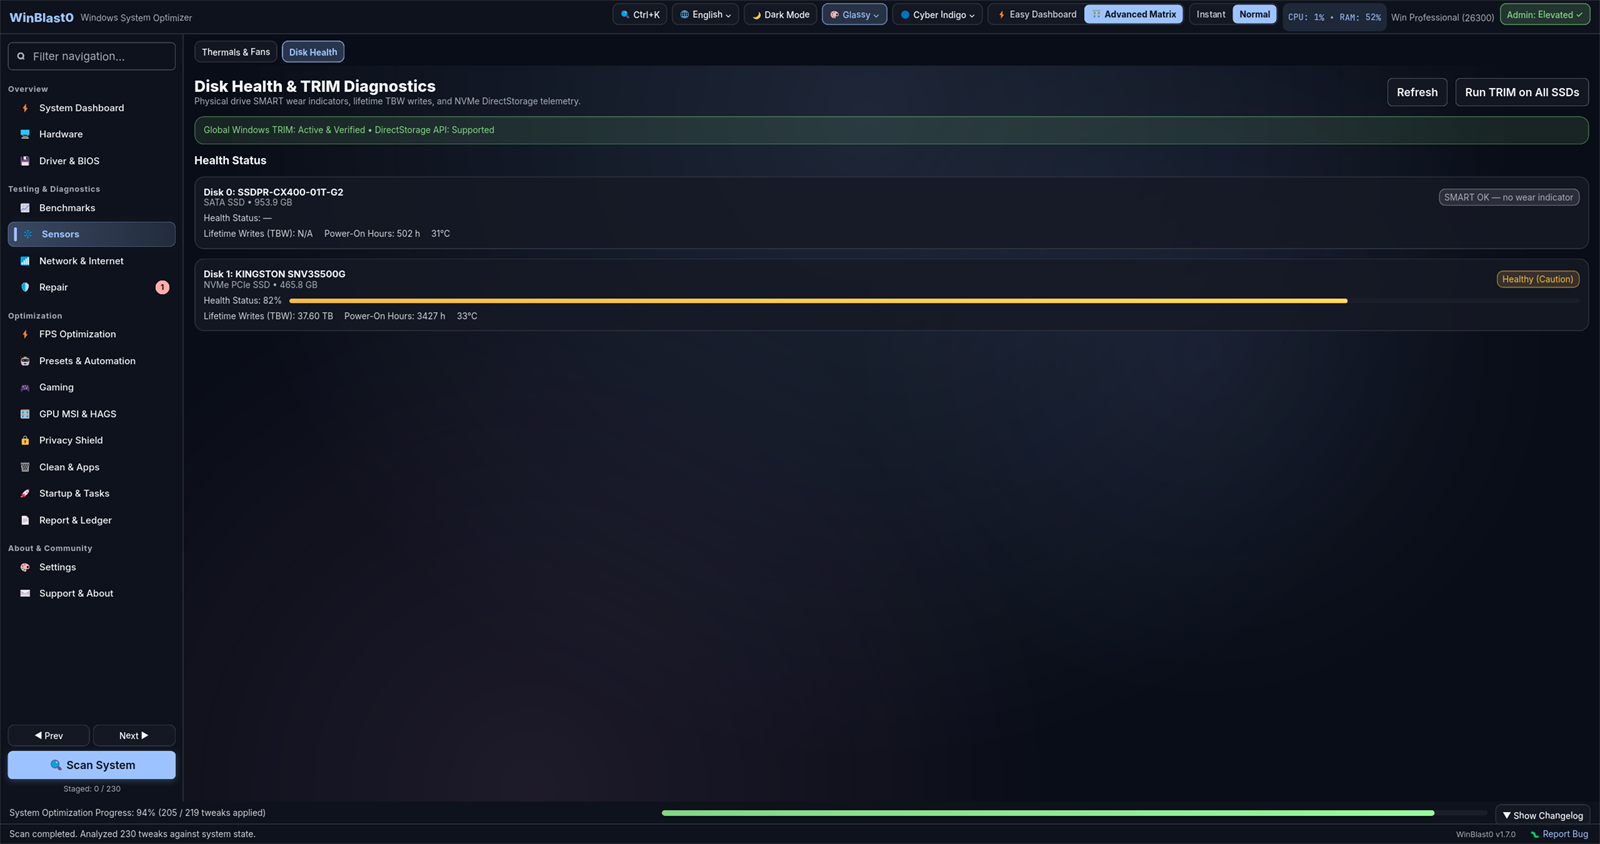 WinBlast0 Windows System Optimizer
Ctrl+K
English
Dark Mode
Glassy
Cyber Indigo
Easy Dashboard
Advanced Matrix
Instant
Normal
CPU: 1% • RAM: 52%
Win Professional (26300)
Admin: Elevated ✓
Filter navigation...
Overview
System Dashboard
Hardware
Driver & BIOS
Testing & Diagnostics
Benchmarks
Sensors
Network & Internet
Repair 1
Optimization
FPS Optimization
Presets & Automation
Gaming
GPU MSI & HAGS
Privacy Shield
Clean & Apps
Startup & Tasks
Report & Ledger
About & Community
Settings
Support & About
◀ Prev
Next ▶
Scan System
Staged: 0 / 230
Thermals & Fans
Disk Health
Disk Health & TRIM Diagnostics
Physical drive SMART wear indicators, lifetime TBW writes, and NVMe DirectStorage telemetry.
Refresh
Run TRIM on All SSDs
Global Windows TRIM: Active & Verified • DirectStorage API: Supported
Health Status
Disk 0: SSDPR-CX400-01T-G2
SATA SSD • 953.9 GB
SMART OK — no wear indicator
Health Status: —
Lifetime Writes (TBW): N/A Power-On Hours: 502 h 31°C
Disk 1: KINGSTON SNV3S500G
NVMe PCIe SSD • 465.8 GB
Healthy (Caution)
Health Status: 82%
Lifetime Writes (TBW): 37.60 TB Power-On Hours: 3427 h 33°C
System Optimization Progress: 94% (205 / 219 tweaks applied)
▼ Show Changelog
Scan completed. Analyzed 230 tweaks against system state.
WinBlast0 v1.7.0
Report Bug